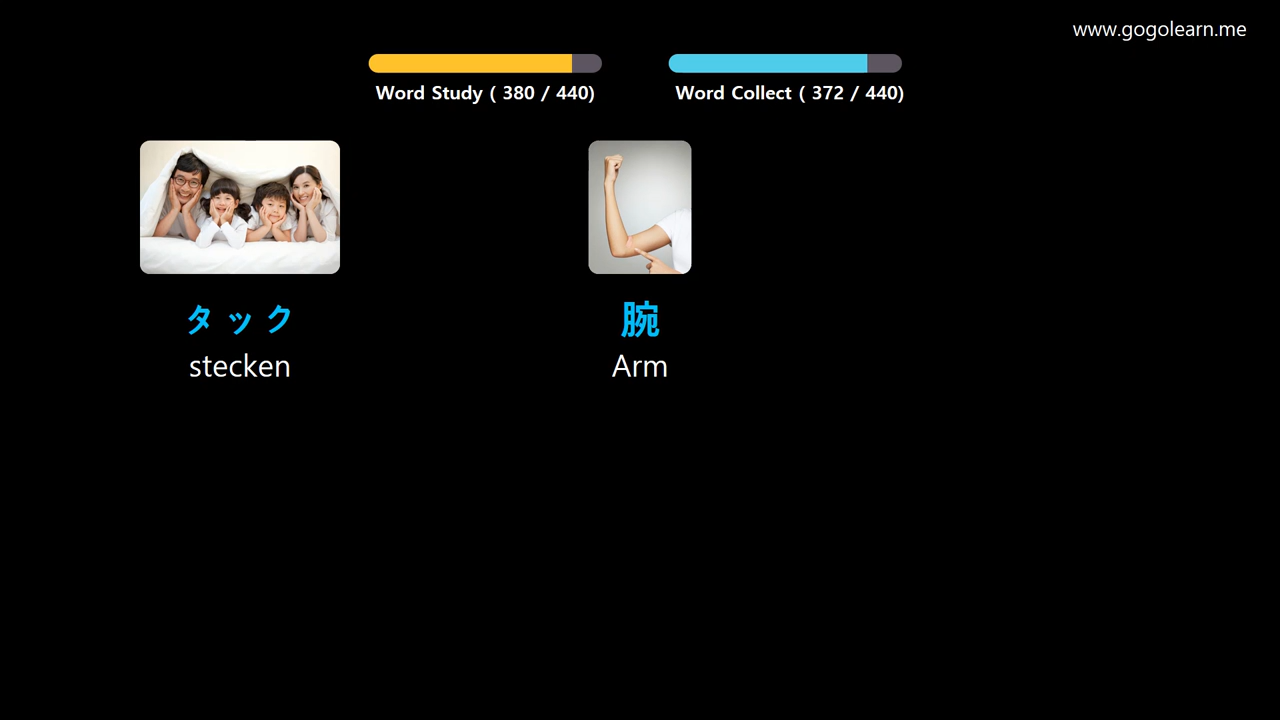 www.gogolearn.me
Word Study ( 380 / 440)
Word Collect ( 372 / 440)
タック
stecken
腕
Arm